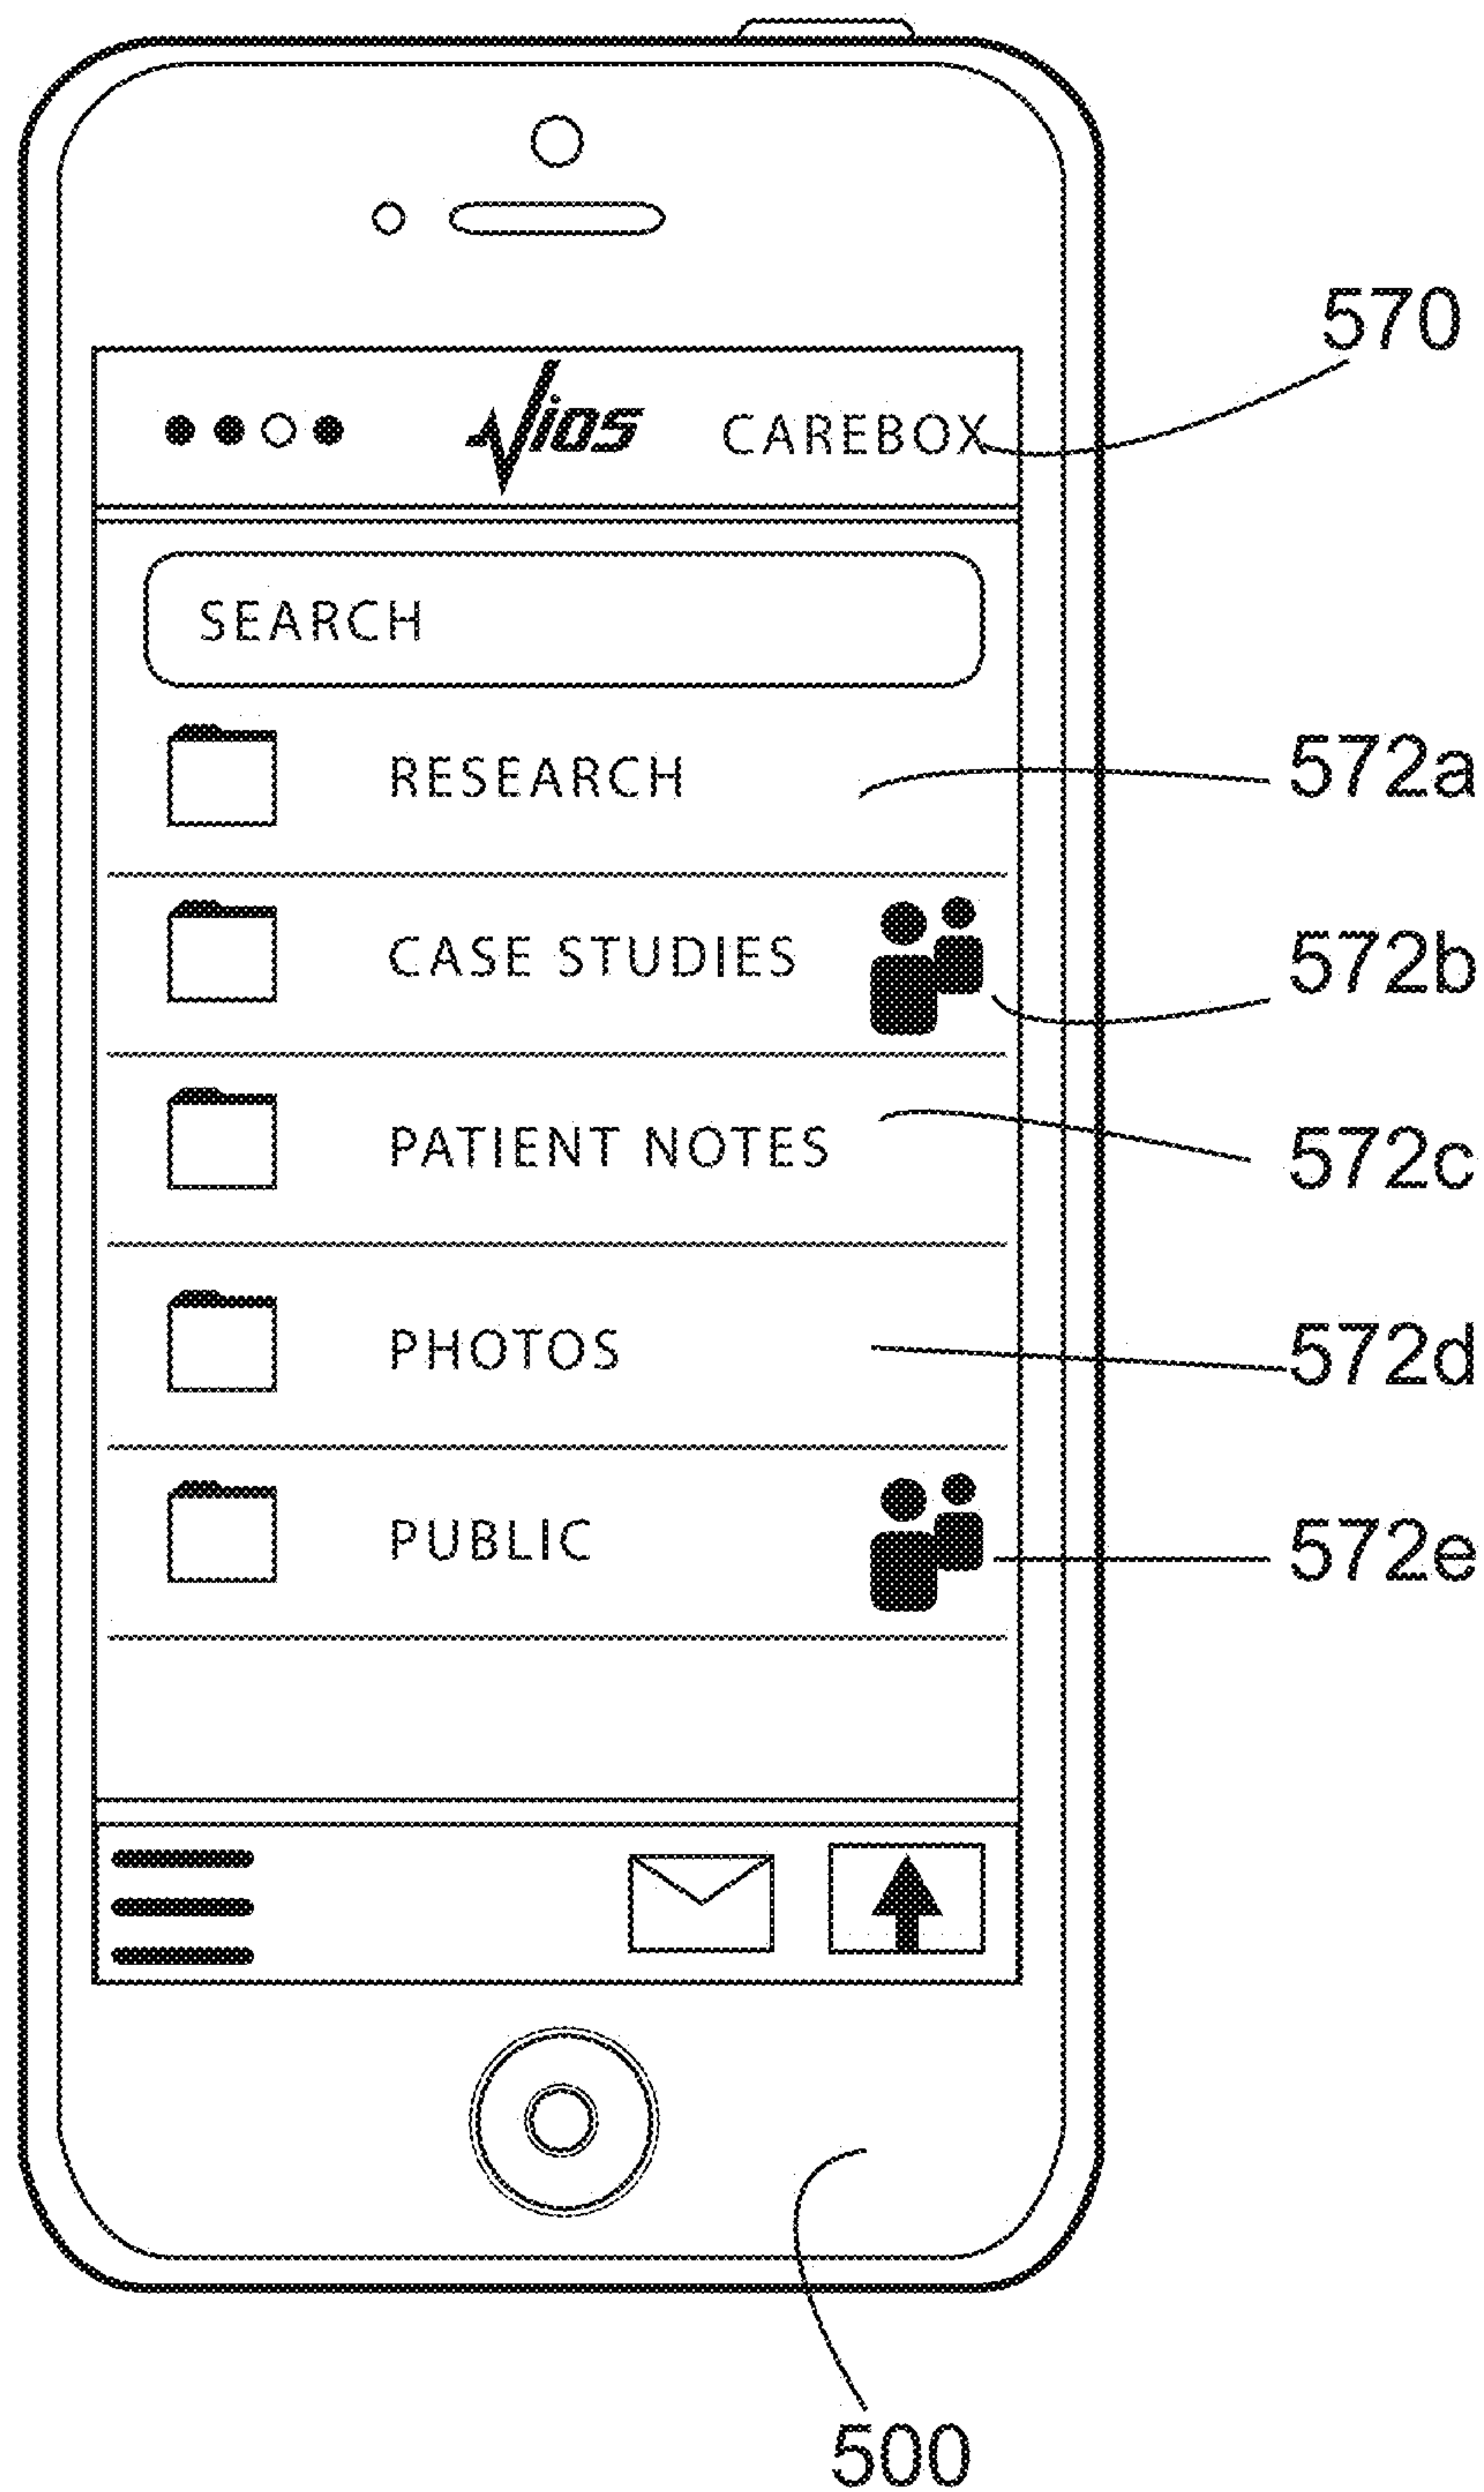 570
Vios CAREBOX
SEARCH
RESEARCH 572a
CASE STUDIES 572b
PATIENT NOTES 572c
PHOTOS 572d
PUBLIC 572e
500